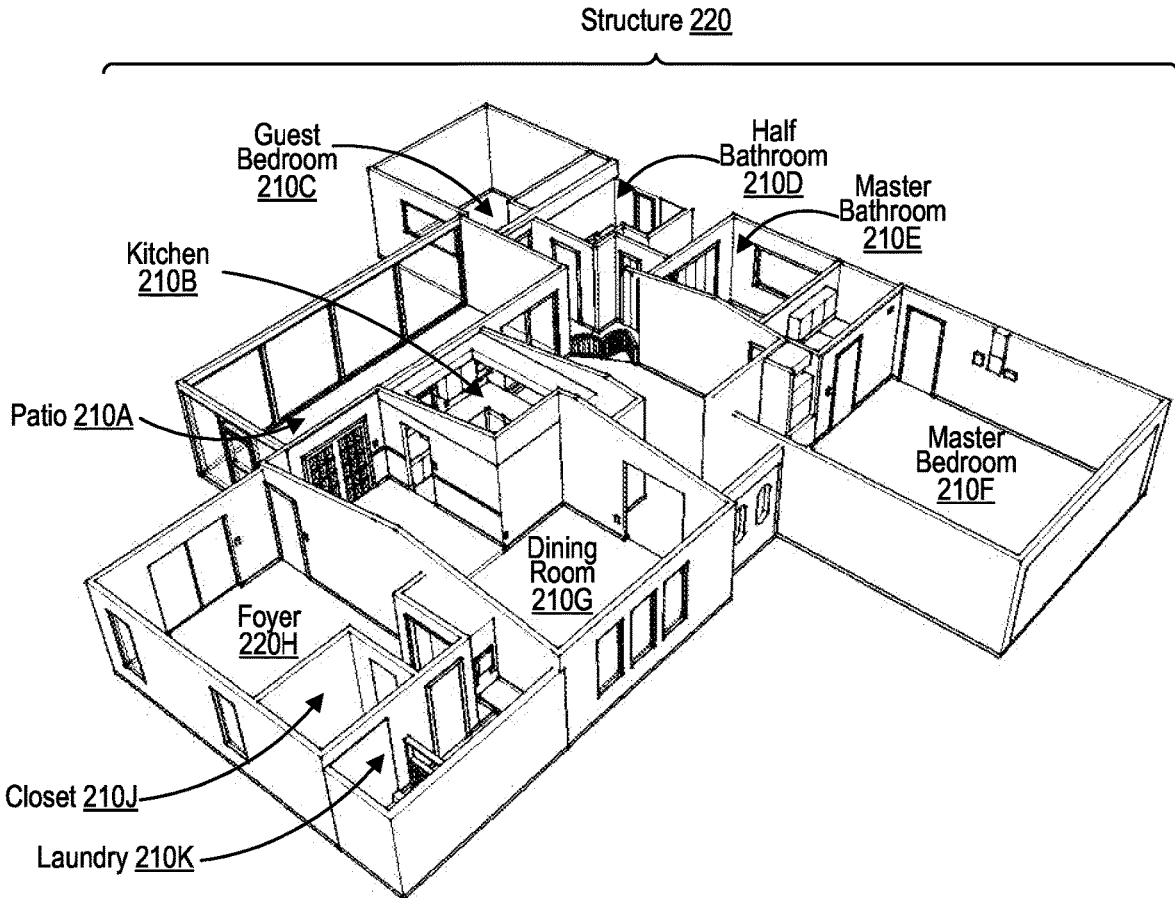 Structure 220
Guest
Bedroom
210C
Half
Bathroom
210D
Master
Bathroom
210E
Kitchen
210B
Patio 210A
Master
Bedroom
210F
Dining
Room
210G
Foyer
220H
Closet 210J
Laundry 210K